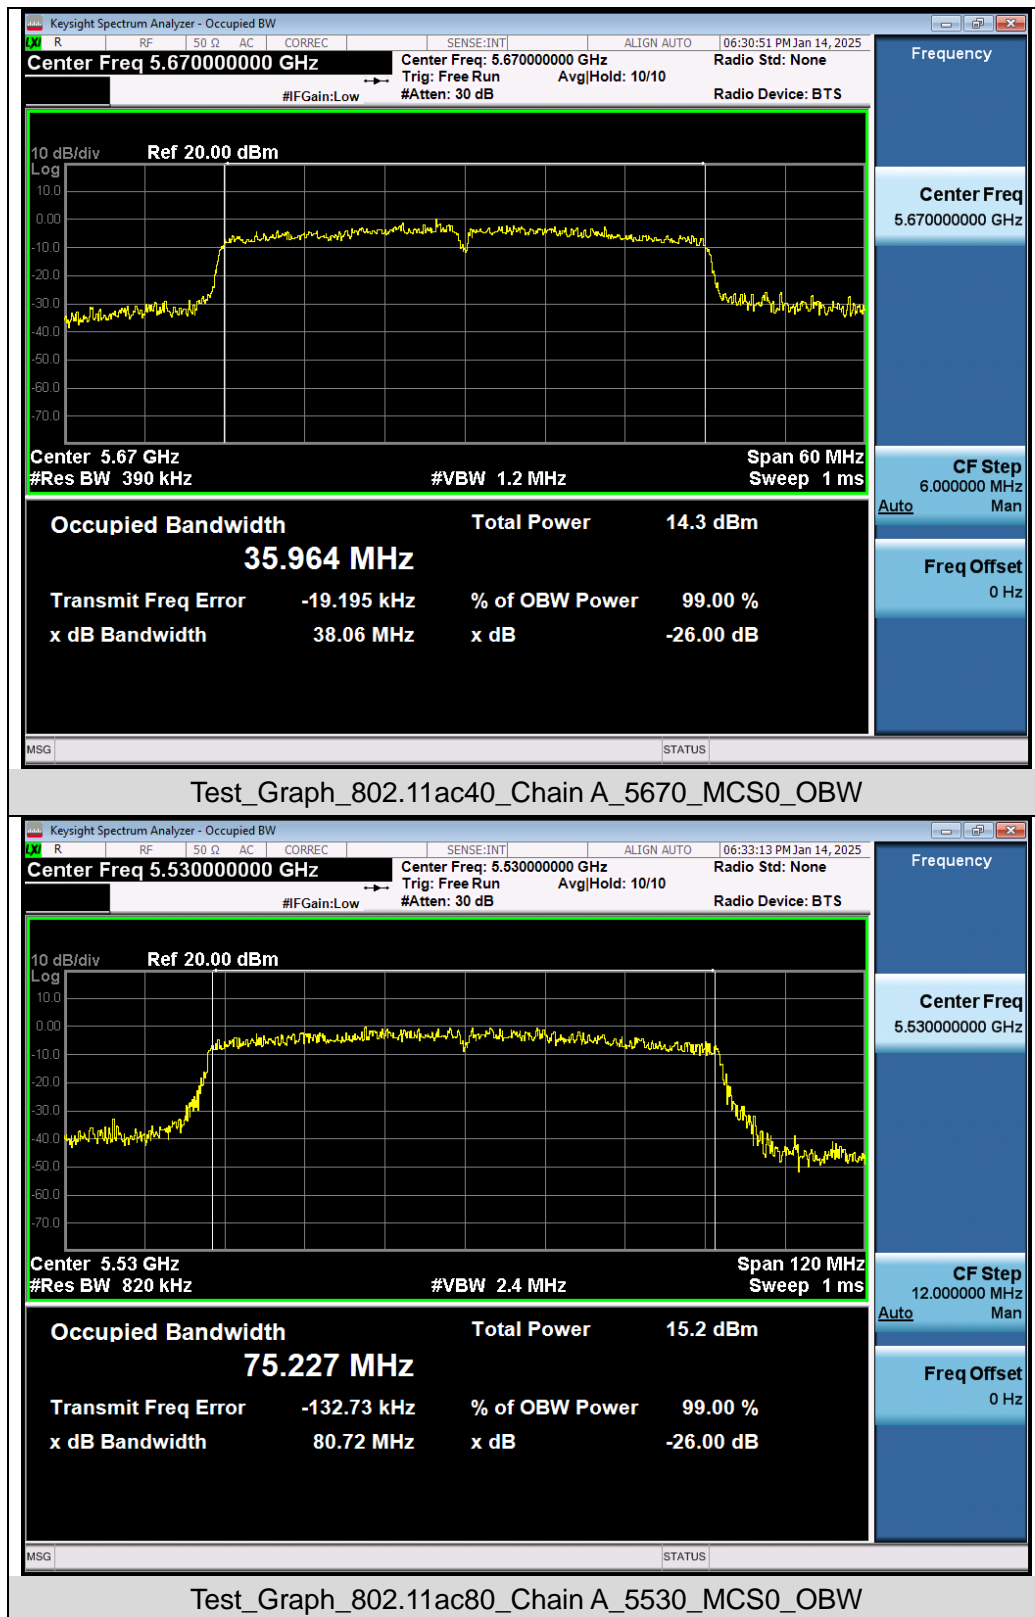 Keysight Spectrum Analyzer - Occupied BW
LXI R RF 50 Ω AC CORREC SENSE:INT ALIGN AUTO 06:30:51 PM Jan 14, 2025
Center Freq 5.670000000 GHz Center Freq: 5.670000000 GHz Radio Std: None
Trig: Free Run Avg|Hold: 10/10
#IFGain:Low #Atten: 30 dB Radio Device: BTS
Frequency
10 dB/div Ref 20.00 dBm
Log
10.0
0.00
-10.0
-20.0
-30.0
-40.0
-50.0
-60.0
-70.0
Center 5.67 GHz Span 60 MHz
#Res BW 390 kHz #VBW 1.2 MHz Sweep 1 ms
Center Freq
5.670000000 GHz
CF Step
6.000000 MHz
Auto Man
Freq Offset
0 Hz
Occupied Bandwidth Total Power 14.3 dBm
35.964 MHz
Transmit Freq Error -19.195 kHz % of OBW Power 99.00 %
x dB Bandwidth 38.06 MHz x dB -26.00 dB
MSG STATUS
Test_Graph_802.11ac40_Chain A_5670_MCS0_OBW
Keysight Spectrum Analyzer - Occupied BW
LXI R RF 50 Ω AC CORREC SENSE:INT ALIGN AUTO 06:33:13 PM Jan 14, 2025
Center Freq 5.530000000 GHz Center Freq: 5.530000000 GHz Radio Std: None
Trig: Free Run Avg|Hold: 10/10
#IFGain:Low #Atten: 30 dB Radio Device: BTS
Frequency
10 dB/div Ref 20.00 dBm
Log
10.0
0.00
-10.0
-20.0
-30.0
-40.0
-50.0
-60.0
-70.0
Center 5.53 GHz Span 120 MHz
#Res BW 820 kHz #VBW 2.4 MHz Sweep 1 ms
Center Freq
5.530000000 GHz
CF Step
12.000000 MHz
Auto Man
Freq Offset
0 Hz
Occupied Bandwidth Total Power 15.2 dBm
75.227 MHz
Transmit Freq Error -132.73 kHz % of OBW Power 99.00 %
x dB Bandwidth 80.72 MHz x dB -26.00 dB
MSG STATUS
Test_Graph_802.11ac80_Chain A_5530_MCS0_OBW